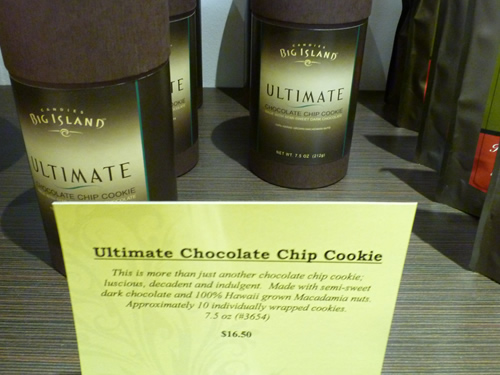 CANDIES
BIG ISLAND
ULTIMATE
CHOCOLATE CHIP COOKIE
TE
COOKIE
CANDIES
BIG ISLAND
ULTIMATE
CHOCOLATE CHIP COOKIE
NET WT. 7.5 OZ (212g)
Ultimate Chocolate Chip Cookie
This is more than just another chocolate chip cookie;
luscious, decadent and indulgent. Made with semi-sweet
dark chocolate and 100% Hawaii grown Macadamia nuts.
Approximately 10 individually wrapped cookies.
7.5 oz (#3654)
$16.50